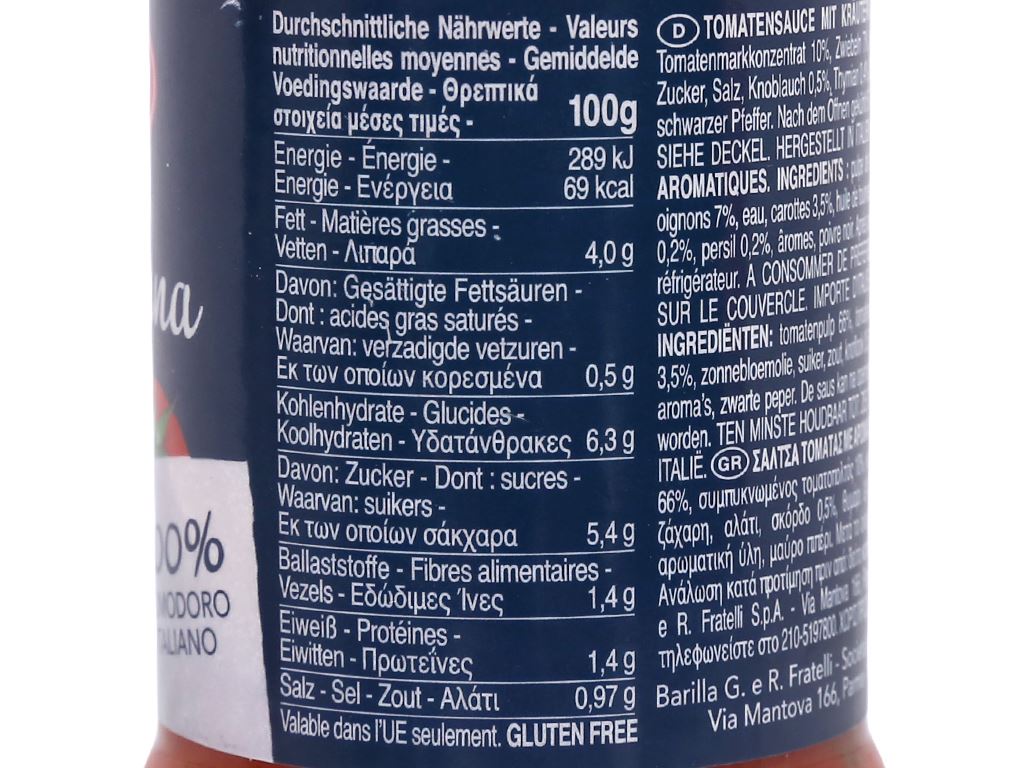 Durchschnittliche Nährwerte - Valeurs
nutritionnelles moyennes - Gemiddelde
Voedingswaarde - Θρεπτικά
στοιχεία μέσες τιμές - 100g
Energie - Énergie - 289 kJ
Energie - Ενέργεια 69 kcal
Fett - Matières grasses -
Vetten - Λιπαρά 4,0 g
Davon: Gesättigte Fettsäuren -
Dont : acides gras saturés -
Waarvan: verzadigde vetzuren -
Εκ των οποίων κορεσμένα 0,5 g
Kohlenhydrate - Glucides -
Koolhydraten - Υδατάνθρακες 6,3 g
Davon: Zucker - Dont : sucres -
Waarvan: suikers -
Εκ των οποίων σάκχαρα 5,4 g
Ballaststoffe - Fibres alimentaires -
Vezels - Εδώδιμες Ίνες 1,4 g
Eiweiß - Protéines -
Eiwitten - Πρωτεΐνες 1,4 g
Salz - Sel - Zout - Αλάτι 0,97 g
Valable dans l'UE seulement. GLUTEN FREE
D TOMATENSAUCE MIT
Tomatenmarkkonzentrat 10%, Zwiebeln
Zucker, Salz, Knoblauch 0,5%, Thymian
schwarzer Pfeffer. Nach dem Öffnen
SIEHE DECKEL. HERGESTELLT IN
AROMATIQUES. INGREDIENTS :
oignons 7%, eau, carottes 3,5%, huile de
0,2%, persil 0,2%, arômes, poivre noir.
réfrigérateur. A CONSOMMER DE
SUR LE COUVERCLE. IMPORTE
INGREDIËNTEN: tomatenpulp 66%,
3,5%, zonnebloemolie, suiker, zout,
aroma's, zwarte peper. De saus kan
worden. TEN MINSTE HOUDBAAR TOT
ITALIË. GR ΣΑΛΤΣΑ ΤΟΜΑΤΑΣ ΜΕ
66%, συμπυκνωμένος τοματοπολτός
ζάχαρη, αλάτι, σκόρδο 0,5%,
αρωματική ύλη, μαύρο πιπέρι.
Ανάλωση κατά προτίμηση πριν από
e R. Fratelli S.p.A. - Via Mantova
τηλεφωνείστε στο 210-5197800.
Barilla G. e R. Fratelli -
Via Mantova 166,
na
00%
MODORO
TALIANO